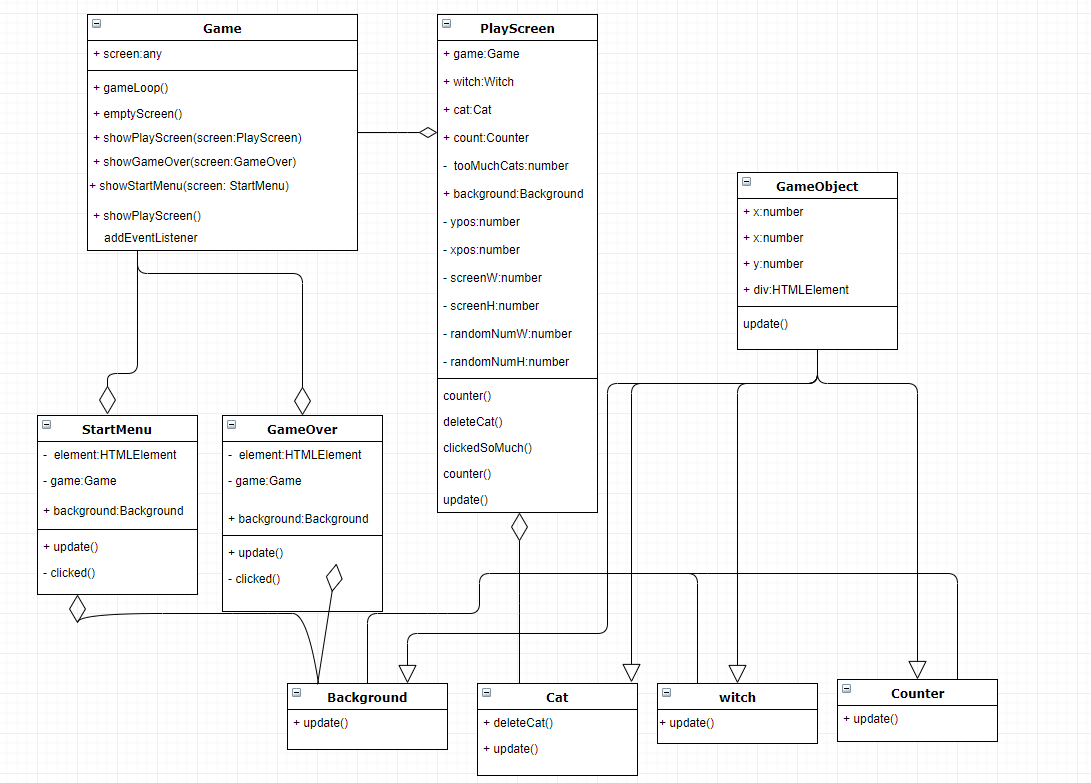 Game
+ screen:any
+ gameLoop()
+ emptyScreen()
+ showPlayScreen(screen:PlayScreen)
+ showGameOver(screen:GameOver)
+ showStartMenu(screen: StartMenu)
+ showPlayScreen()
addEventListener
PlayScreen
+ game:Game
+ witch:Witch
+ cat:Cat
+ count:Counter
- tooMuchCats:number
+ background:Background
- ypos:number
- xpos:number
- screenW:number
- screenH:number
- randomNumW:number
- randomNumH:number
counter()
deleteCat()
clickedSoMuch()
counter()
update()
GameObject
+ x:number
+ x:number
+ y:number
+ div:HTMLElement
update()
StartMenu
- element:HTMLElement
- game:Game
+ background:Background
+ update()
- clicked()
GameOver
- element:HTMLElement
- game:Game
+ background:Background
+ update()
- clicked()
Background
+ update()
Cat
+ deleteCat()
+ update()
witch
+ update()
Counter
+ update()